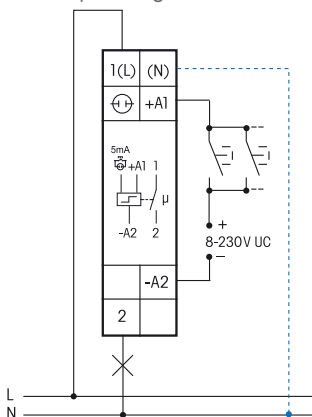 1(L) (N)
+A1
5mA
+A1 1
µ
-A2 2
+
8-230V UC
–
-A2
2
L
N